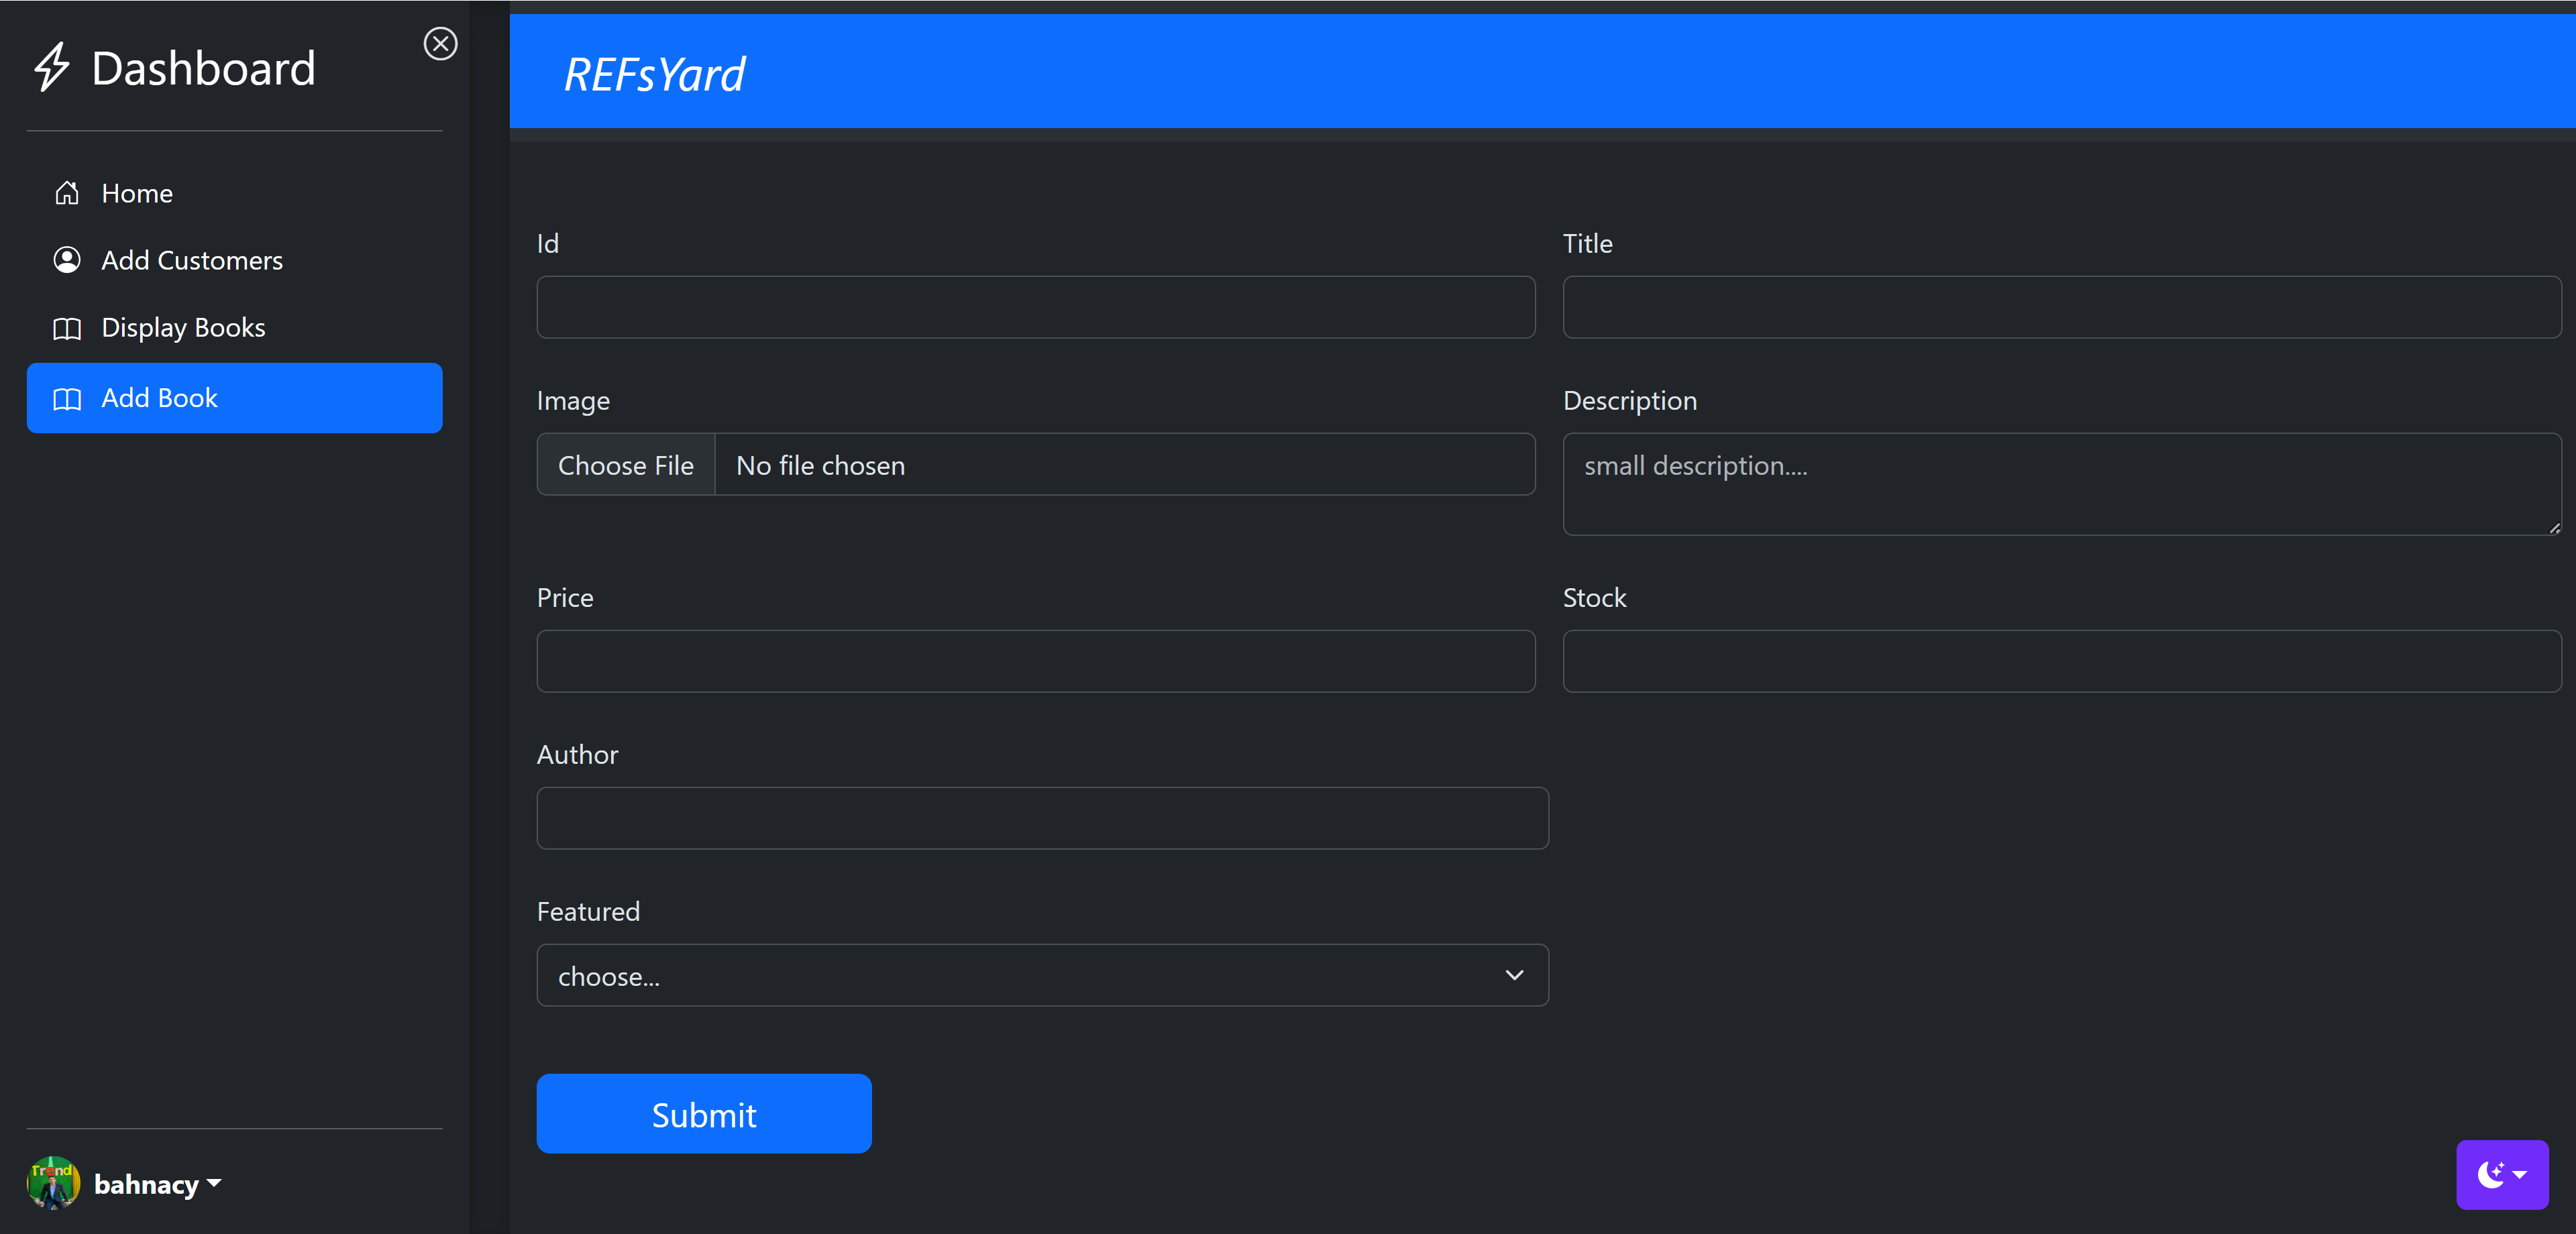 Dashboard
Home
Add Customers
Display Books
Add Book
Trend
bahnacy
REFsYard
Id
Title
Image
Choose File
No file chosen
Description
small description....
Price
Stock
Author
Featured
choose...
Submit